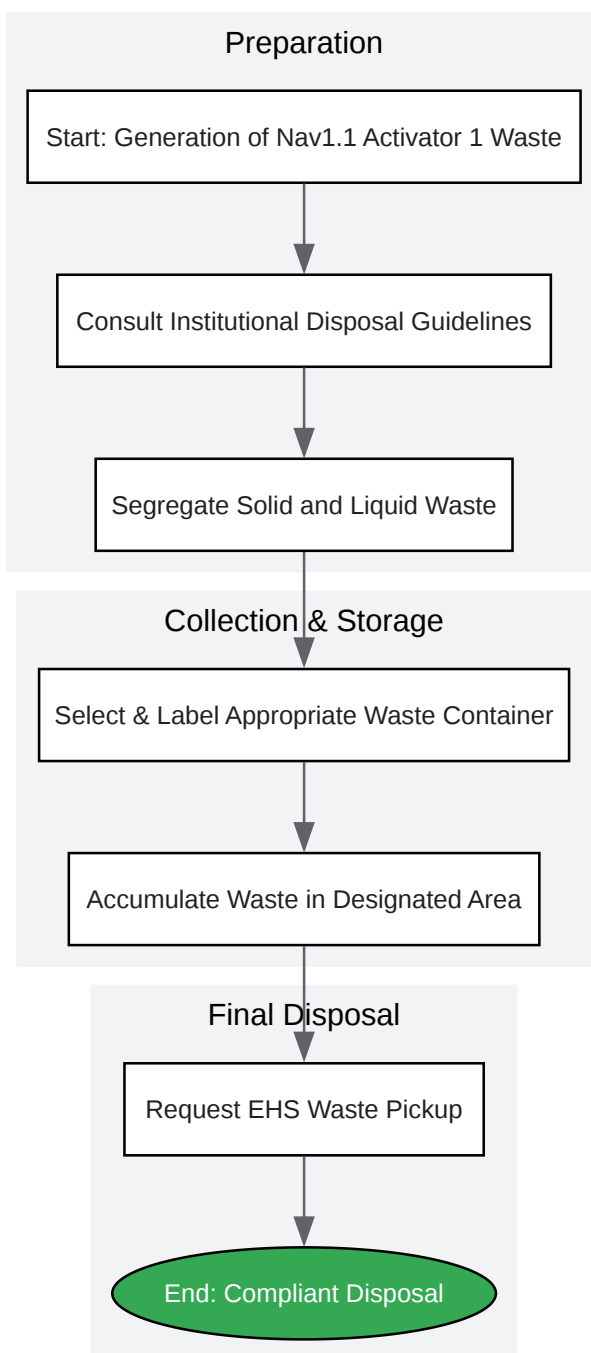 Preparation
Start: Generation of Nav1.1 Activator 1 Waste
Consult Institutional Disposal Guidelines
Segregate Solid and Liquid Waste
Collection & Storage
Select & Label Appropriate Waste Container
Accumulate Waste in Designated Area
Final Disposal
Request EHS Waste Pickup
End: Compliant Disposal